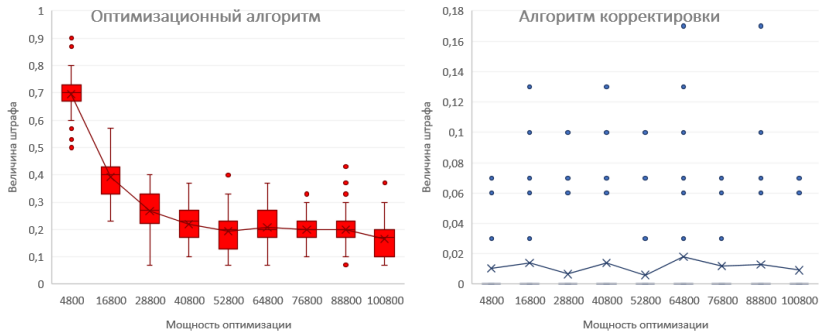 Оптимизационный алгоритм
1
0,9
0,8
0,7
0,6
0,5
0,4
0,3
0,2
0,1
0
Величина штрафа
4800 16800 28800 40800 52800 64800 76800 88800 100800
Мощность оптимизации
Алгоритм корректировки
0,18
0,16
0,14
0,12
0,1
0,08
0,06
0,04
0,02
0
Величина штрафа
4800 16800 28800 40800 52800 64800 76800 88800 100800
Мощность оптимизации